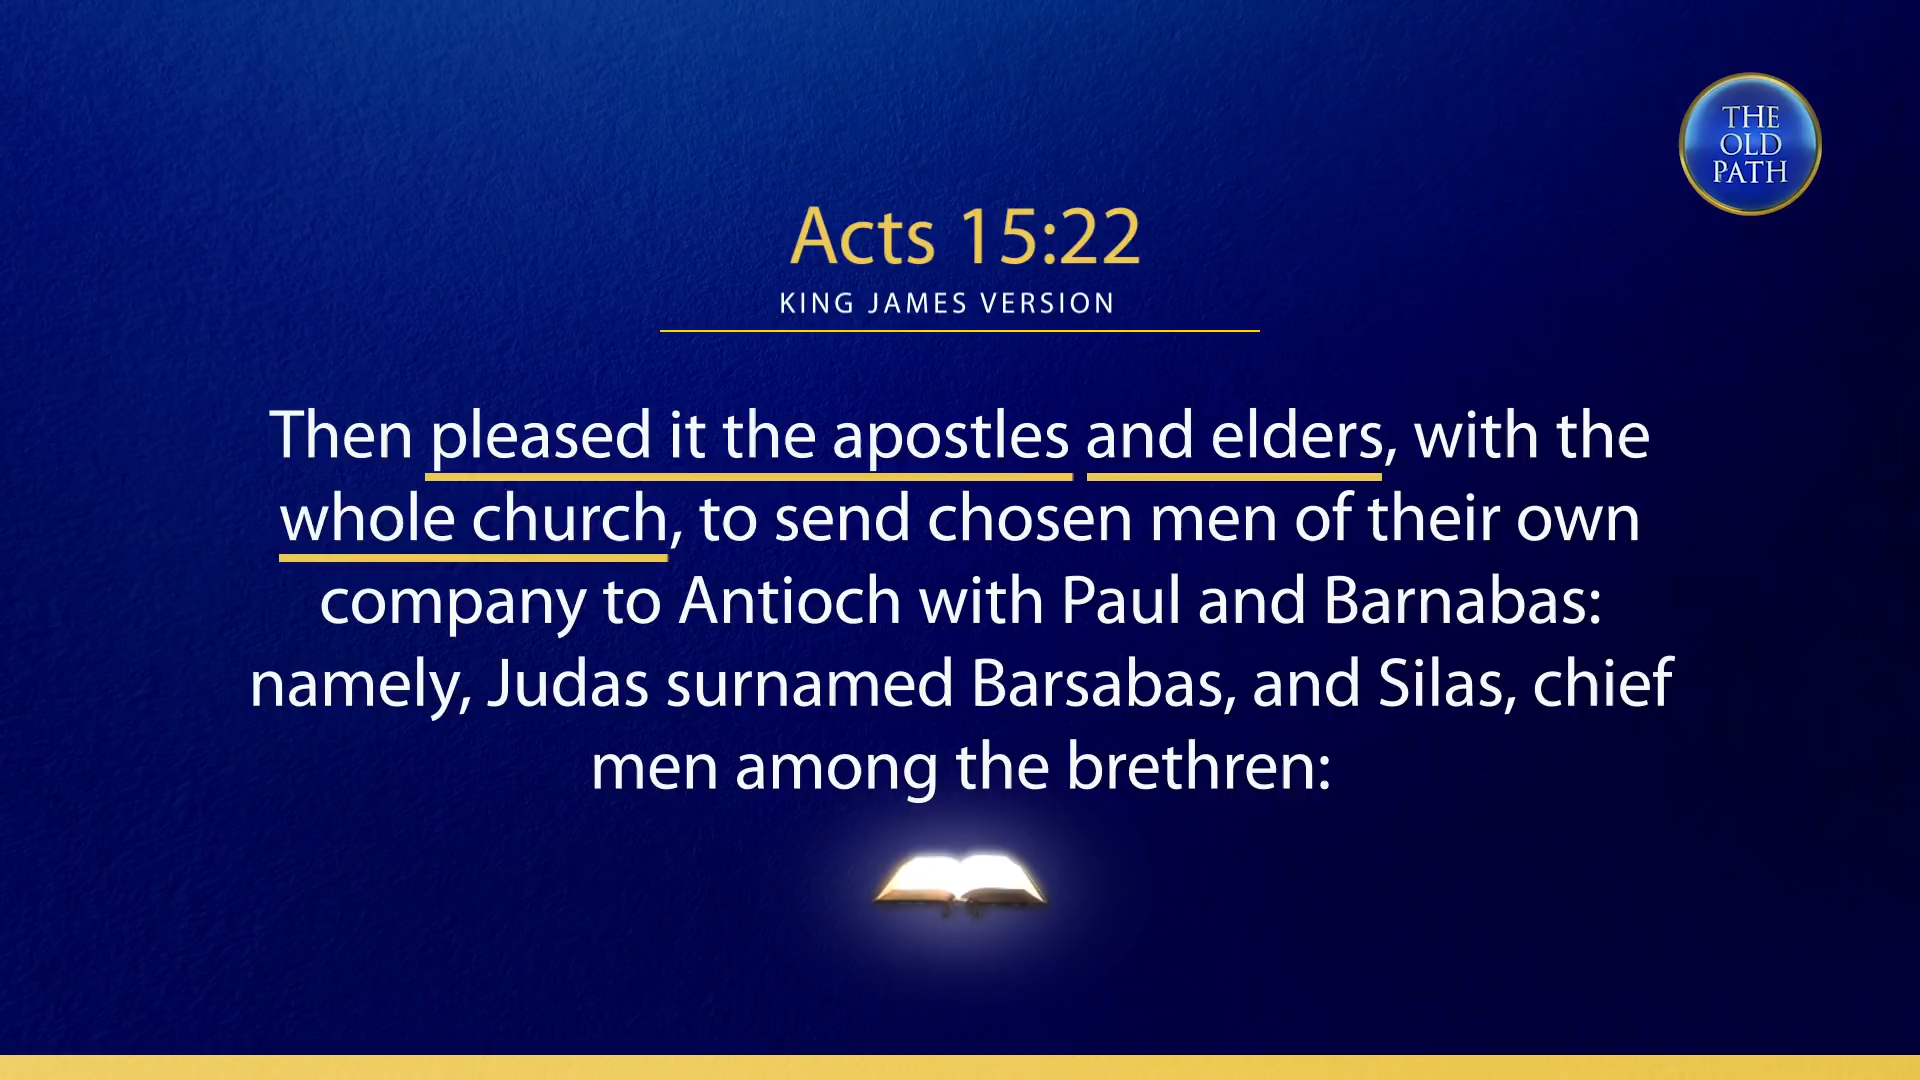 THE
OLD
PATH
Acts 15:22
KING JAMES VERSION
Then pleased it the apostles and elders, with the
whole church, to send chosen men of their own
company to Antioch with Paul and Barnabas:
namely, Judas surnamed Barsabas, and Silas, chief
men among the brethren: